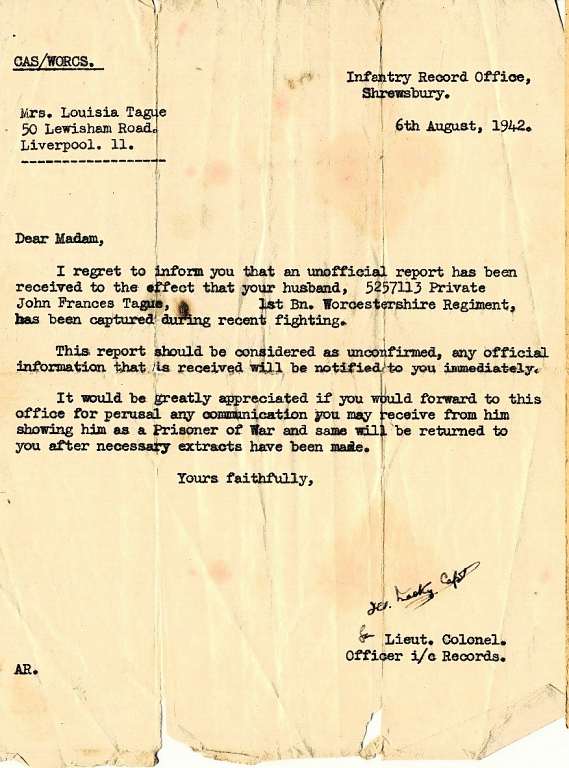 CAS/WORCS.
Infantry Record Office,
Shrewsbury.
Mrs. Louisia Tague
50 Lewisham Road.
Liverpool. 11.
6th August, 1942.
Dear Madam,
I regret to inform you that an unofficial report has been
received to the effect that your husband, 5257113 Private
John Frances Tague, 1st Bn. Worcestershire Regiment,
has been captured during recent fighting.
This report should be considered as unconfirmed, any official
information that is received will be notified to you immediately.
It would be greatly appreciated if you would forward to this
office for perusal any communication you may receive from him
showing him as a Prisoner of War and same will be returned to
you after necessary extracts have been made.
Yours faithfully,
Capt
Lieut. Colonel.
Officer i/c Records.
AR.